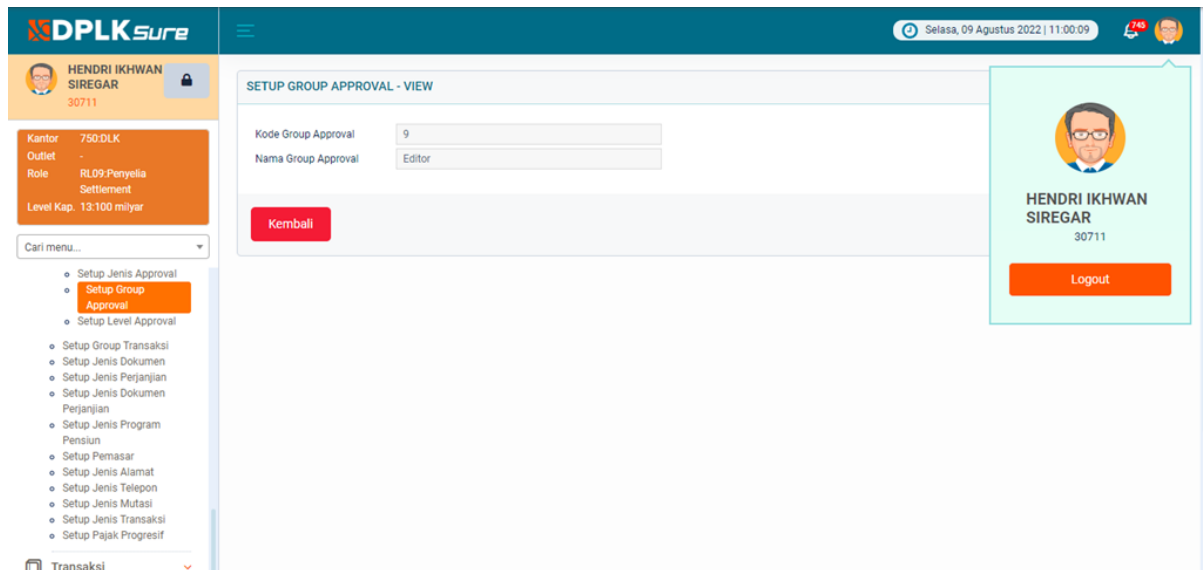 DPLKSure
Selasa, 09 Agustus 2022 | 11:00:09
745
HENDRI IKHWAN
SIREGAR
30711
Kantor 750:DLK
Outlet -
Role RL09:Penyelia
Settlement
Level Kap. 13:100 milyar
Cari menu...
Setup Jenis Approval
Setup Group
Approval
Setup Level Approval
Setup Group Transaksi
Setup Jenis Dokumen
Setup Jenis Perjanjian
Setup Jenis Dokumen
Perjanjian
Setup Jenis Program
Pensiun
Setup Pemasar
Setup Jenis Alamat
Setup Jenis Telepon
Setup Jenis Mutasi
Setup Jenis Transaksi
Setup Pajak Progresif
Transaksi
SETUP GROUP APPROVAL - VIEW
Kode Group Approval 9
Nama Group Approval Editor
Kembali
HENDRI IKHWAN
SIREGAR
30711
Logout